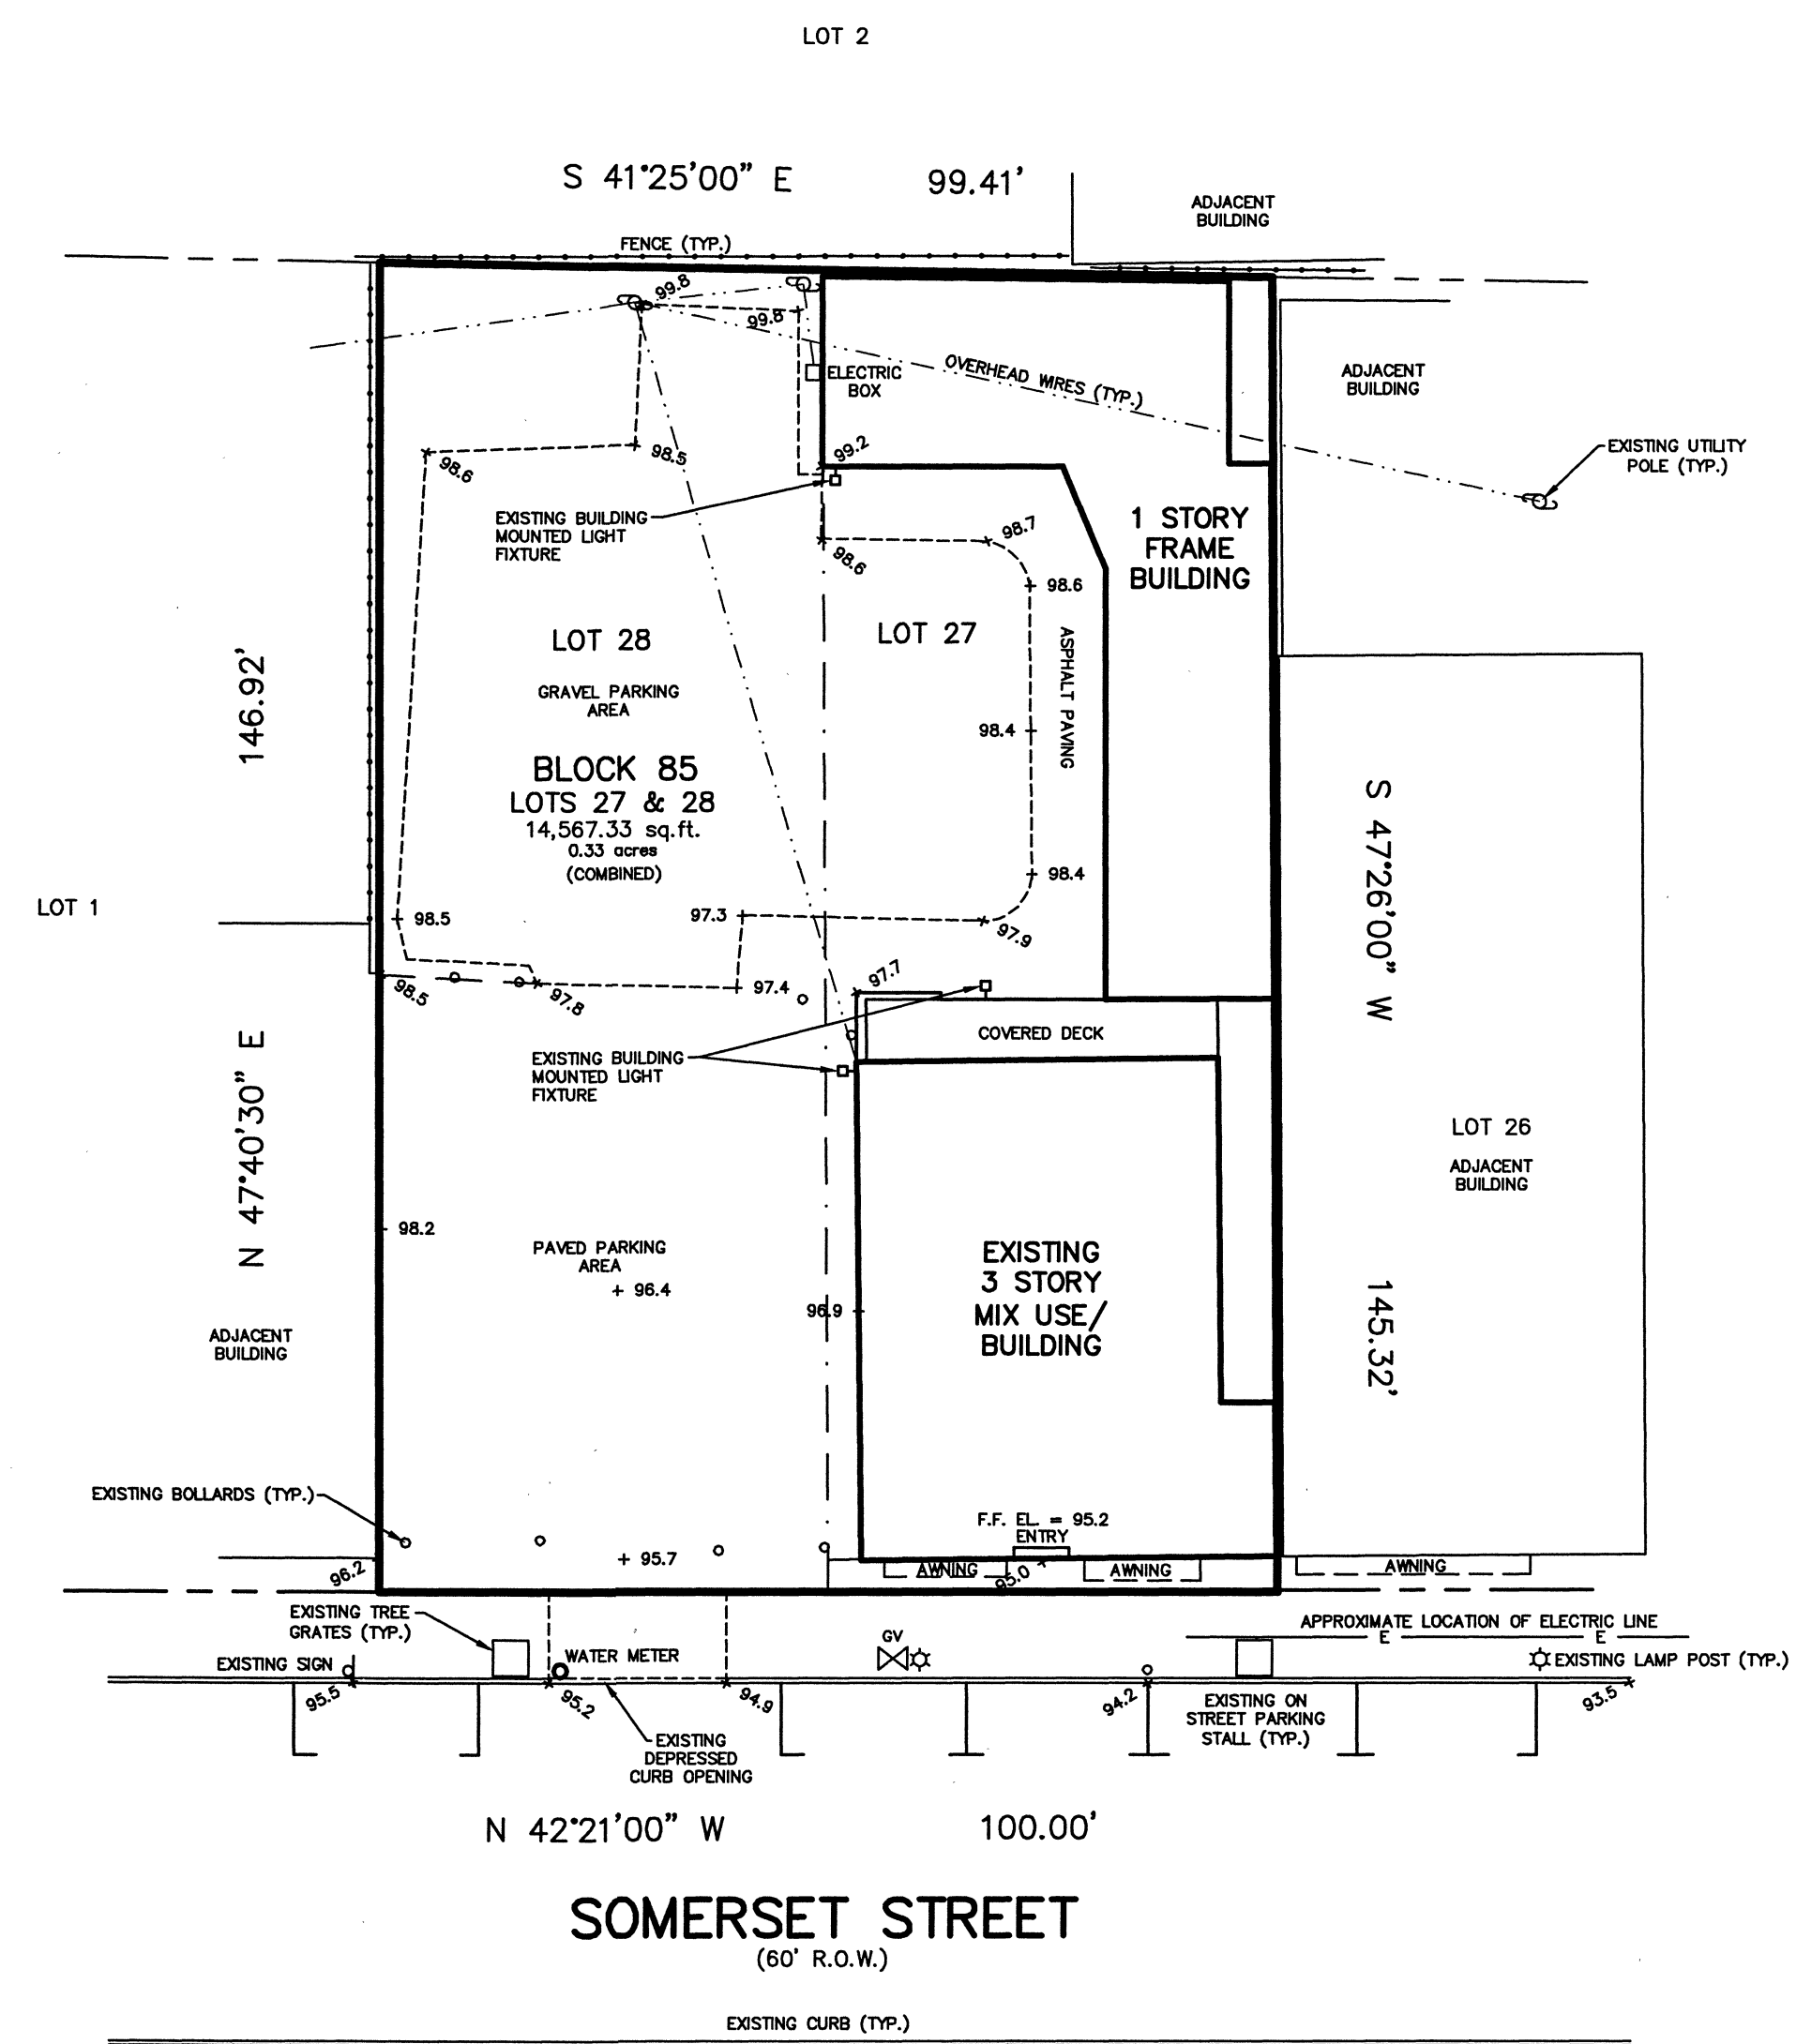 LOT 2
S 41°25'00" E 99.41'
ADJACENT
BUILDING
FENCE (TYP.)
99.8
99.8
ELECTRIC
BOX
OVERHEAD WIRES (TYP.)
ADJACENT
BUILDING
EXISTING UTILITY
POLE (TYP.)
98.6
98.5
99.2
EXISTING BUILDING
MOUNTED LIGHT
FIXTURE
98.6
98.7
98.6
1 STORY
FRAME
BUILDING
LOT 28
LOT 27
GRAVEL PARKING
AREA
ASPHALT PAVING
98.4
146.92'
BLOCK 85
LOTS 27 & 28
14,567.33 sq.ft.
0.33 acres
(COMBINED)
98.4
S 47°26'00" W
LOT 1
98.5
97.3
97.9
98.5
97.8
97.4
97.7
COVERED DECK
EXISTING BUILDING
MOUNTED LIGHT
FIXTURE
N 47°40'30" E
LOT 26
ADJACENT
BUILDING
98.2
PAVED PARKING
AREA
96.4
96.9
EXISTING
3 STORY
MIX USE/
BUILDING
145.32'
ADJACENT
BUILDING
EXISTING BOLLARDS (TYP.)
95.7
F.F. EL. = 95.2
ENTRY
96.2
AWNING
95.0
AWNING
AWNING
EXISTING TREE
GRATES (TYP.)
APPROXIMATE LOCATION OF ELECTRIC LINE
E E
GV
WATER METER
EXISTING SIGN
EXISTING LAMP POST (TYP.)
95.5
95.2
94.9
94.2
93.5
EXISTING ON
STREET PARKING
STALL (TYP.)
EXISTING
DEPRESSED
CURB OPENING
N 42°21'00" W 100.00'
SOMERSET STREET
(60' R.O.W.)
EXISTING CURB (TYP.)